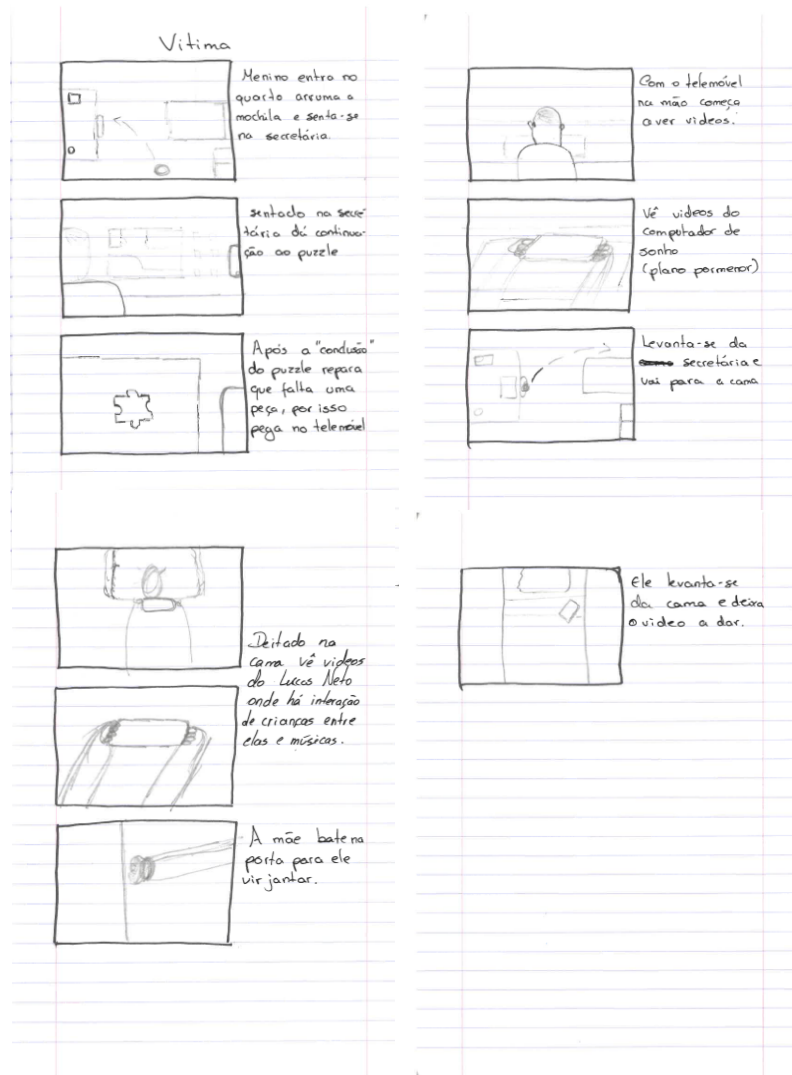 Vitima
Menino entra no
quarto arruma a
mochila e senta-se
na secretária.
sentado na secre
tária dá continua-
ção ao puzzle
Após a "conclusão"
do puzzle repara
que falta uma
peça, por isso
pega no telemóvel
Com o telemóvel
na mão começa
a ver videos.
Vê videos do
computador de
sonho
(plano pormenor)
Levanta-se da
secretária e
vai para a cama
Deitado na
cama vê videos
do Luccas Neto
onde há interação
de crianças entre
elas e músicas.
A mãe bate na
porta para ele
vir jantar.
Ele levanta-se
da cama e deixa
o video a dar.